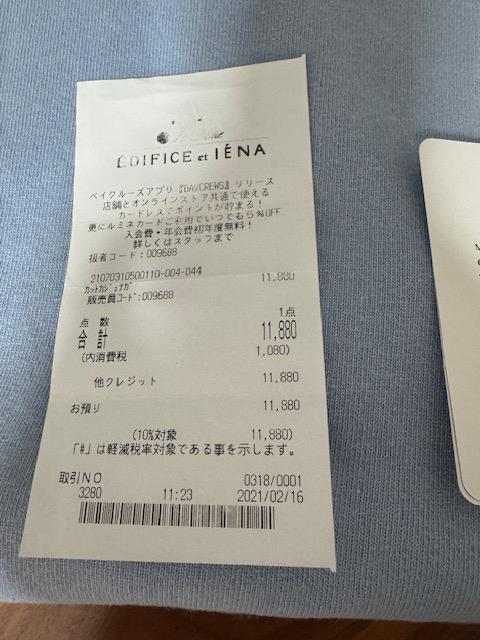 ÉDIFICE et IÉNA
ベイクルーズアプリ『BAYCREWS』リリース
店舗とオンラインストア共通で使える
カードレスでポイントが貯まる!
更にルミネカードご利用でいつでも5%OFF
入会費・年会費初年度無料!
詳しくはスタッフまで
扱者コード:009688
21070310500110-004-044 11,880
ｶｯﾄｶｼﾞｭﾅｶﾞ
販売員ｺｰﾄﾞ:009688
点 数 1点
合 計 11,880
(内消費税 1,080)
他クレジット 11,880
お預り 11,880
(10%対象 11,880)
「#」は軽減税率対象である事を示します。
取引NO 0318/0001
3280 11:23 2021/02/16